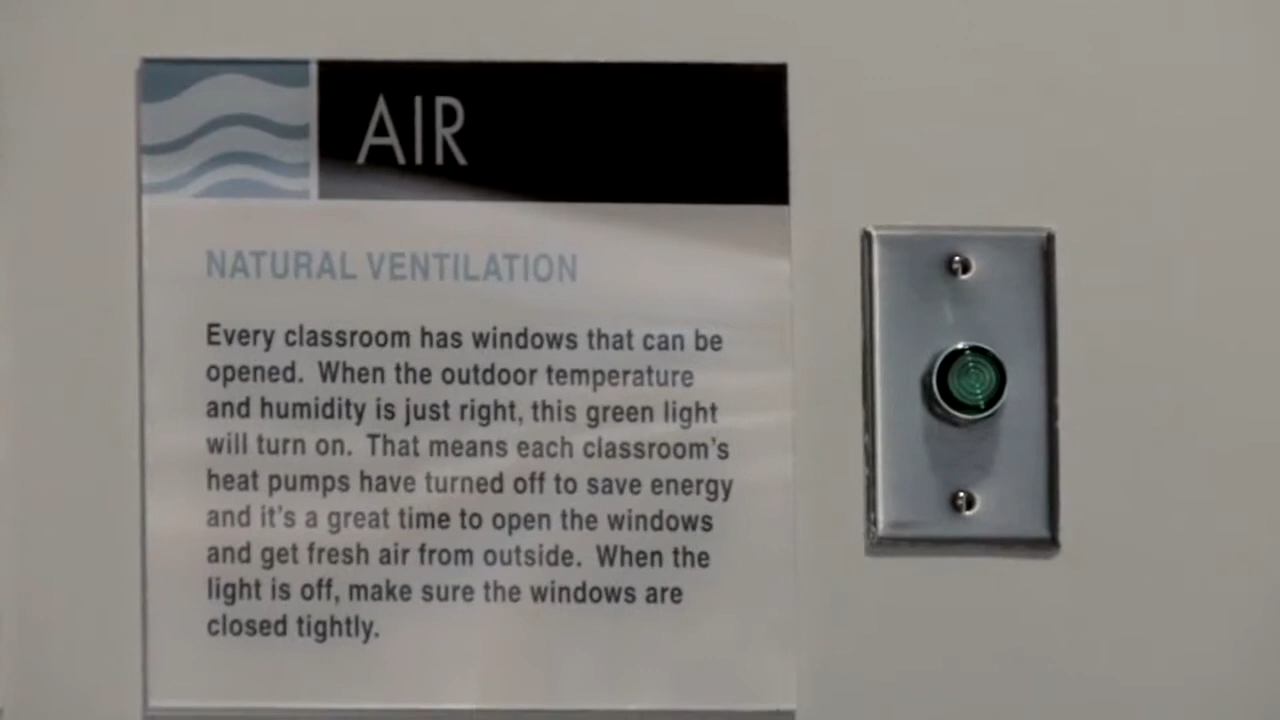 AIR
NATURAL VENTILATION
Every classroom has windows that can be
opened. When the outdoor temperature
and humidity is just right, this green light
will turn on. That means each classroom's
heat pumps have turned off to save energy
and it's a great time to open the windows
and get fresh air from outside. When the
light is off, make sure the windows are
closed tightly.